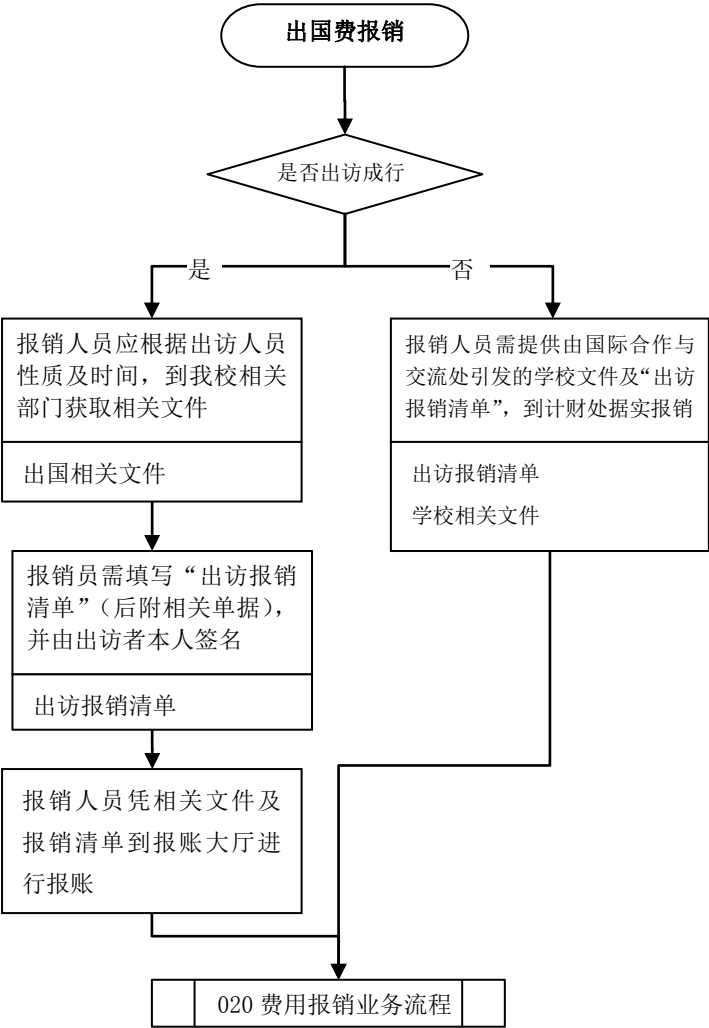 出国费报销
是否出访成行
是
否
报销人员应根据出访人员
性质及时间，到我校相关
部门获取相关文件
出国相关文件
报销人员需提供由国际合作与
交流处引发的学校文件及“出访
报销清单”，到计财处据实报销
出访报销清单
学校相关文件
报销员需填写“出访报销
清单”（后附相关单据），
并由出访者本人签名
出访报销清单
报销人员凭相关文件及
报销清单到报账大厅进
行报账
020 费用报销业务流程